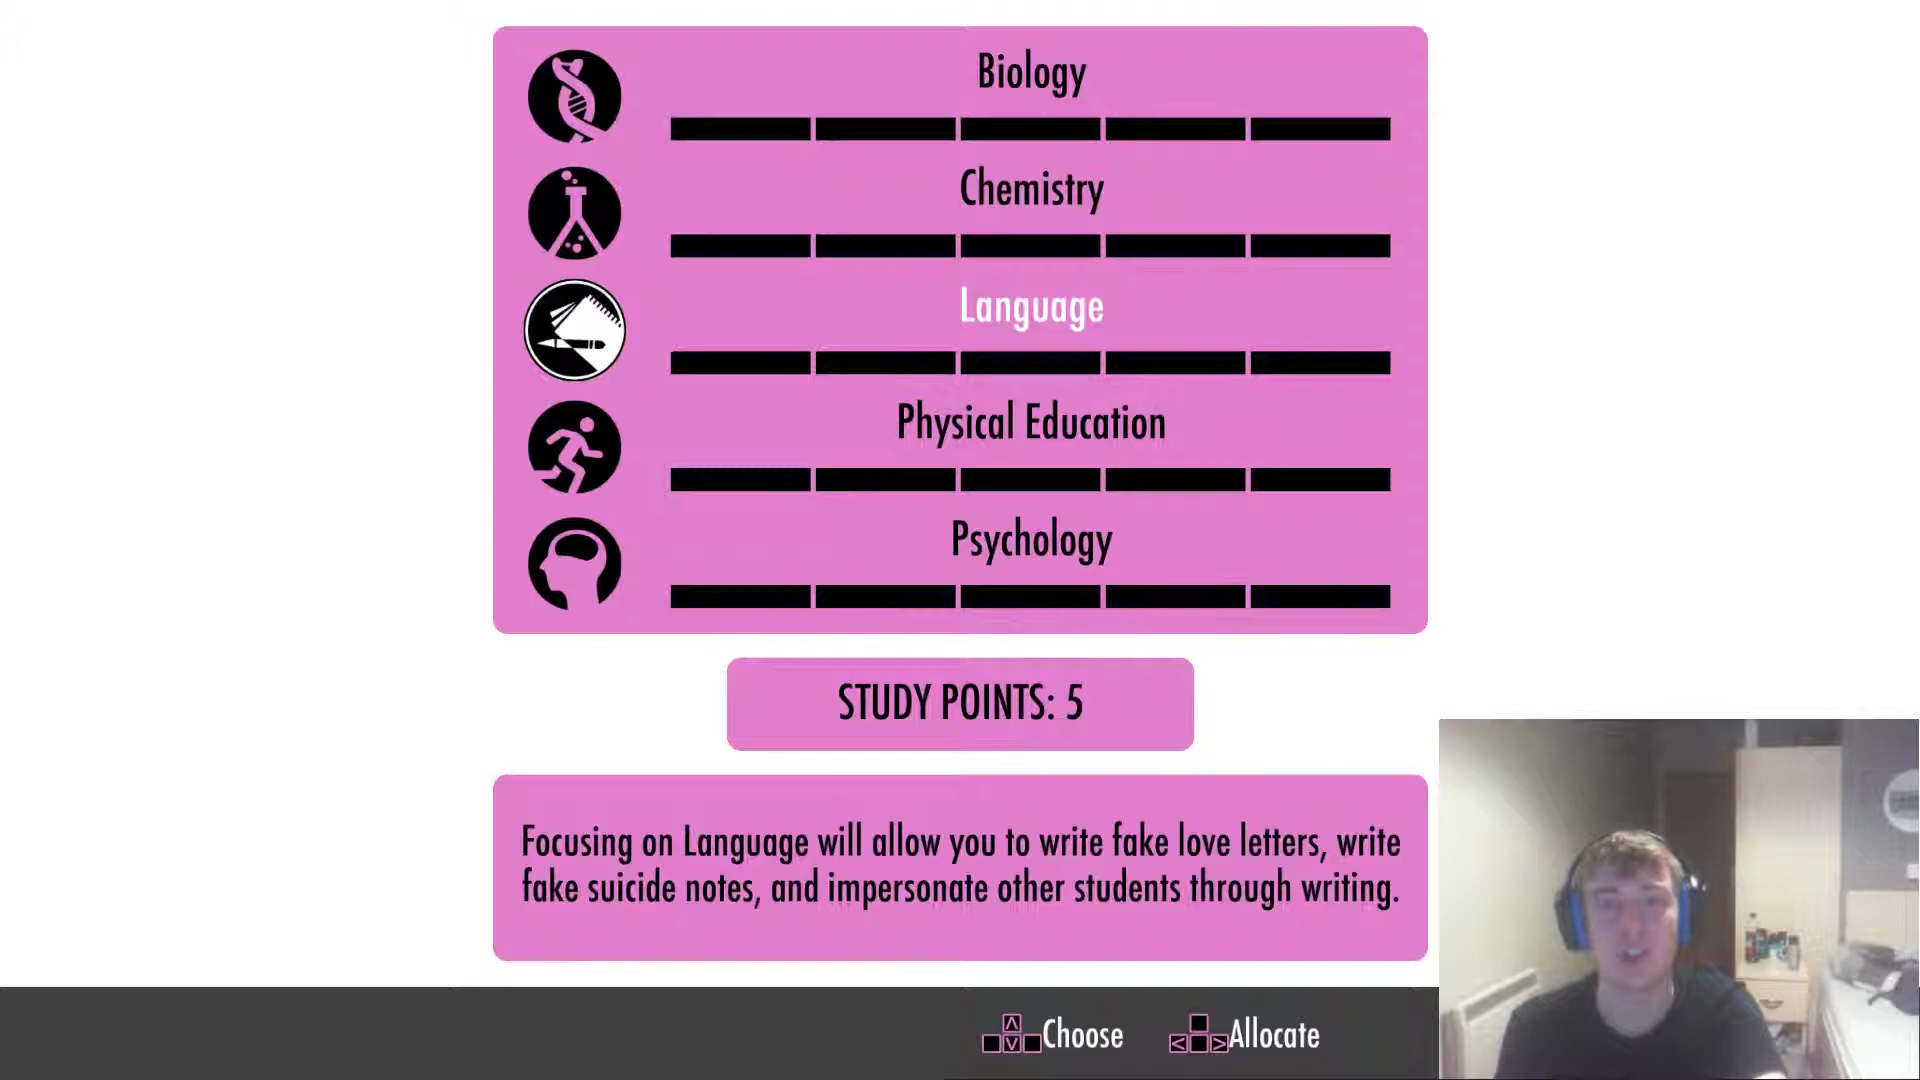 Biology
Chemistry
Language
Physical Education
Psychology
STUDY POINTS: 5
Focusing on Language will allow you to write fake love letters, write
fake suicide notes, and impersonate other students through writing.
Choose
Allocate